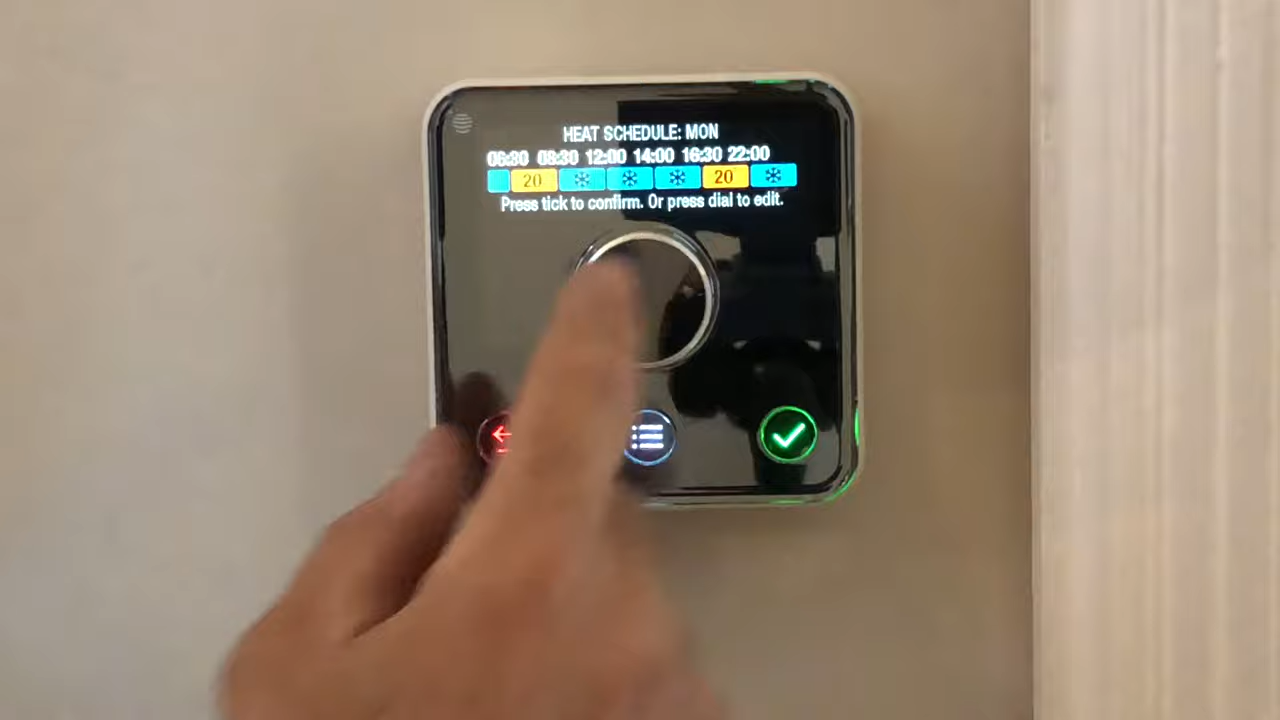 HEAT SCHEDULE: MON
06:30 08:30 12:00 14:00 16:30 22:00
20 20
Press tick to confirm. Or press dial to edit.